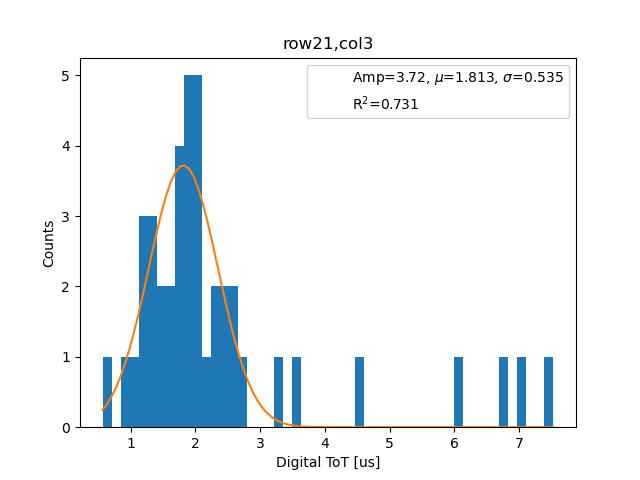 row21,col3
Amp=3.72, μ=1.813, σ=0.535
R²=0.731
Counts
5
4
3
2
1
0
1 2 3 4 5 6 7
Digital ToT [us]